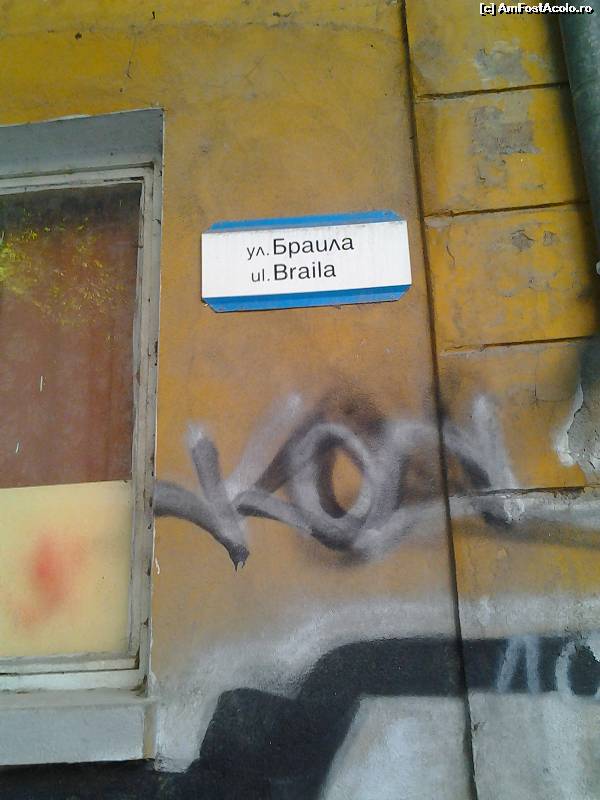 [c] AmFostAcolo.ro
ул. Браила
ul. Braila